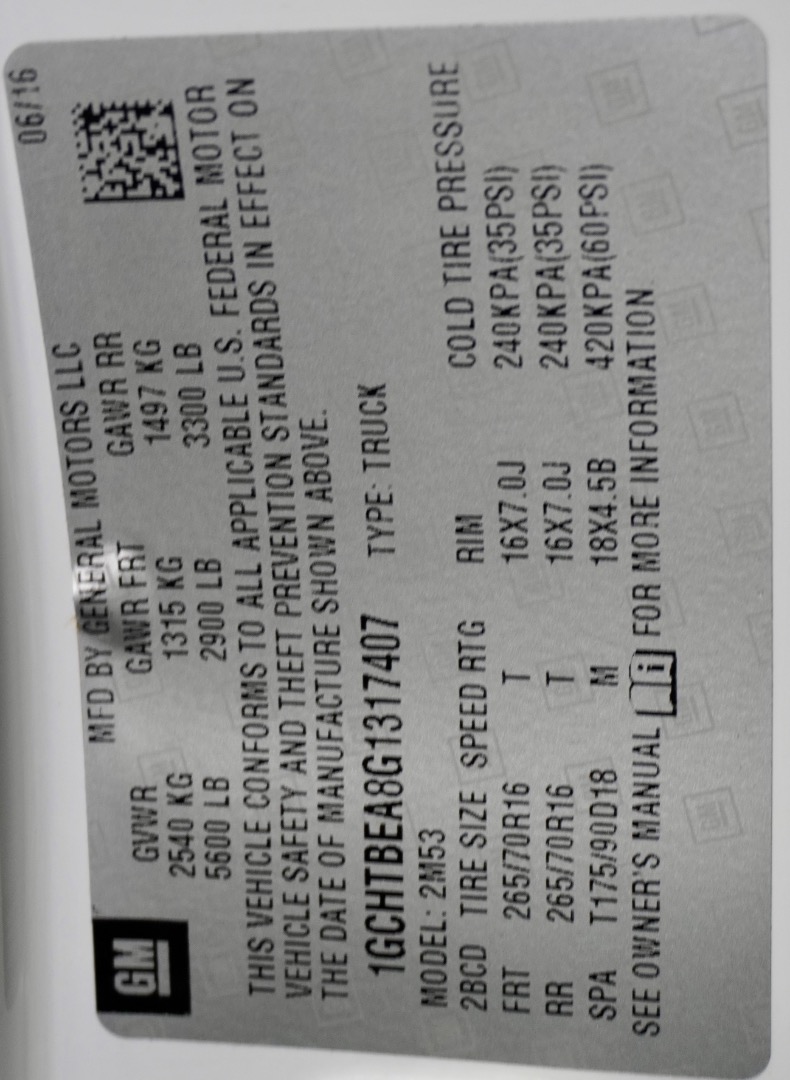 06/16
GM
MFD BY GENERAL MOTORS LLC
GVWR GAWR FRT GAWR RR
2540 KG 1315 KG 1497 KG
5600 LB 2900 LB 3300 LB
THIS VEHICLE CONFORMS TO ALL APPLICABLE U.S. FEDERAL MOTOR
VEHICLE SAFETY AND THEFT PREVENTION STANDARDS IN EFFECT ON
THE DATE OF MANUFACTURE SHOWN ABOVE.
1GCHTBEA8G1317407 TYPE: TRUCK
MODEL: 2M53
2BCD TIRE SIZE SPEED RTG RIM COLD TIRE PRESSURE
FRT 265/70R16 T 16X7.0J 240KPA(35PSI)
RR 265/70R16 T 16X7.0J 240KPA(35PSI)
SPA T175/90D18 M 18X4.5B 420KPA(60PSI)
SEE OWNER'S MANUAL i FOR MORE INFORMATION